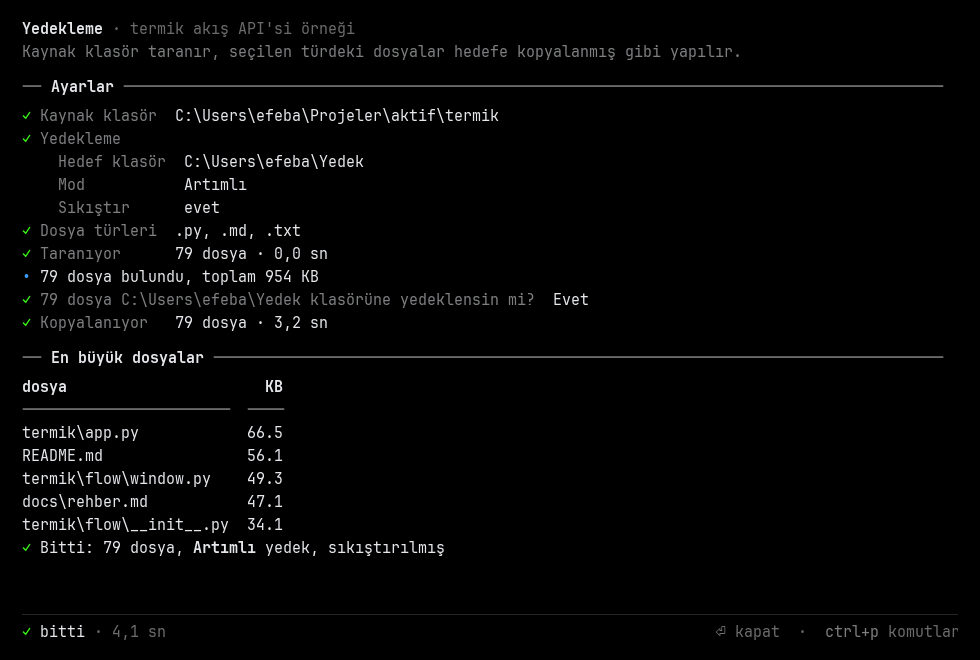 Yedekleme · termik akış API'si örneği
Kaynak klasör taranır, seçilen türdeki dosyalar hedefe kopyalanmış gibi yapılır.
Ayarlar
✓ Kaynak klasör  C:\Users\efeba\Projeler\aktif\termik
✓ Yedekleme
Hedef klasör  C:\Users\efeba\Yedek
Mod  Artımlı
Sıkıştır  evet
✓ Dosya türleri  .py, .md, .txt
✓ Taranıyor  79 dosya · 0,0 sn
• 79 dosya bulundu, toplam 954 KB
✓ 79 dosya C:\Users\efeba\Yedek klasörüne yedeklensin mi?  Evet
✓ Kopyalanıyor  79 dosya · 3,2 sn
En büyük dosyalar
dosya  KB
termik\app.py  66.5
README.md  56.1
termik\flow\window.py  49.3
docs\rehber.md  47.1
termik\flow\__init__.py  34.1
✓ Bitti: 79 dosya, Artımlı yedek, sıkıştırılmış
✓ bitti · 4,1 sn  ⏎ kapat · ctrl+p komutlar